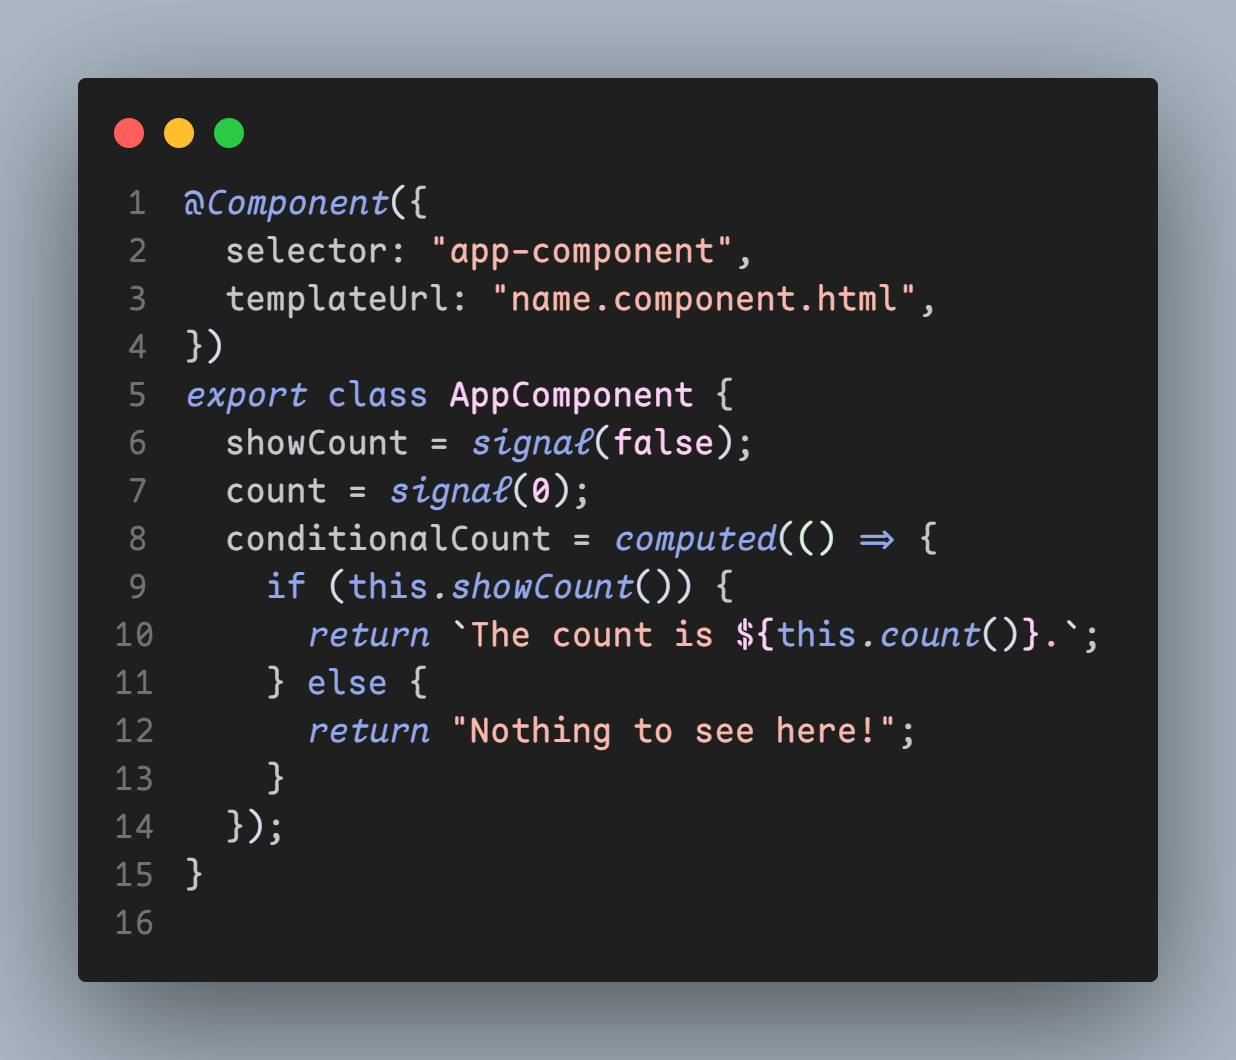 1 @Component({
2   selector: "app-component",
3   templateUrl: "name.component.html",
4 })
5 export class AppComponent {
6   showCount = signal(false);
7   count = signal(0);
8   conditionalCount = computed(() => {
9     if (this.showCount()) {
10       return `The count is ${this.count()}.`;
11     } else {
12       return "Nothing to see here!";
13     }
14   });
15 }
16